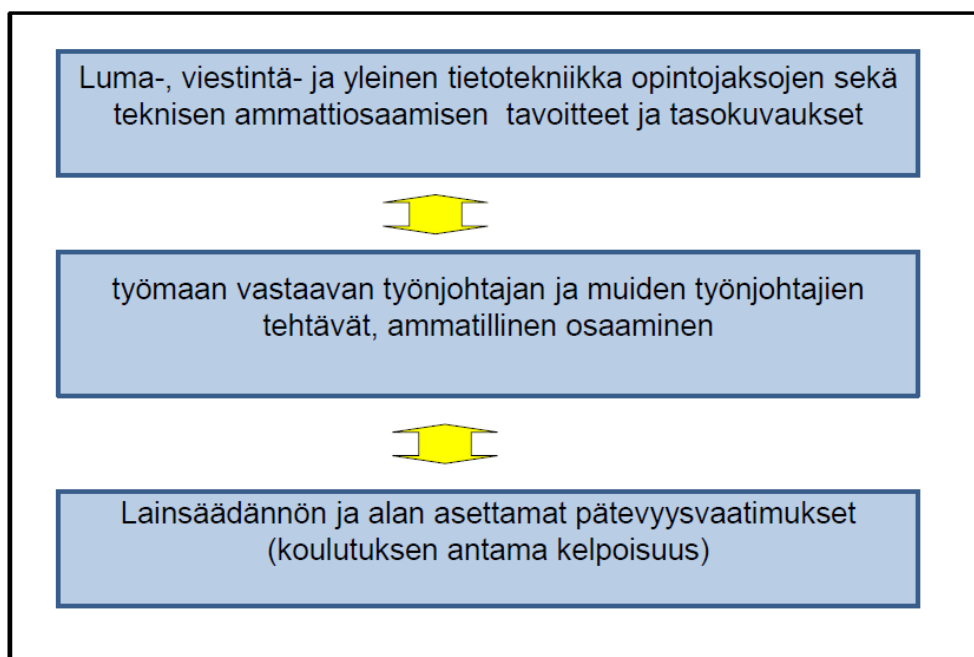 Luma-, viestintä- ja yleinen tietotekniikka opintojaksojen sekä
teknisen ammattiosaamisen tavoitteet ja tasokuvaukset
työmaan vastaavan työnjohtajan ja muiden työnjohtajien
tehtävät, ammatillinen osaaminen
Lainsäädännön ja alan asettamat pätevyysvaatimukset
(koulutuksen antama kelpoisuus)